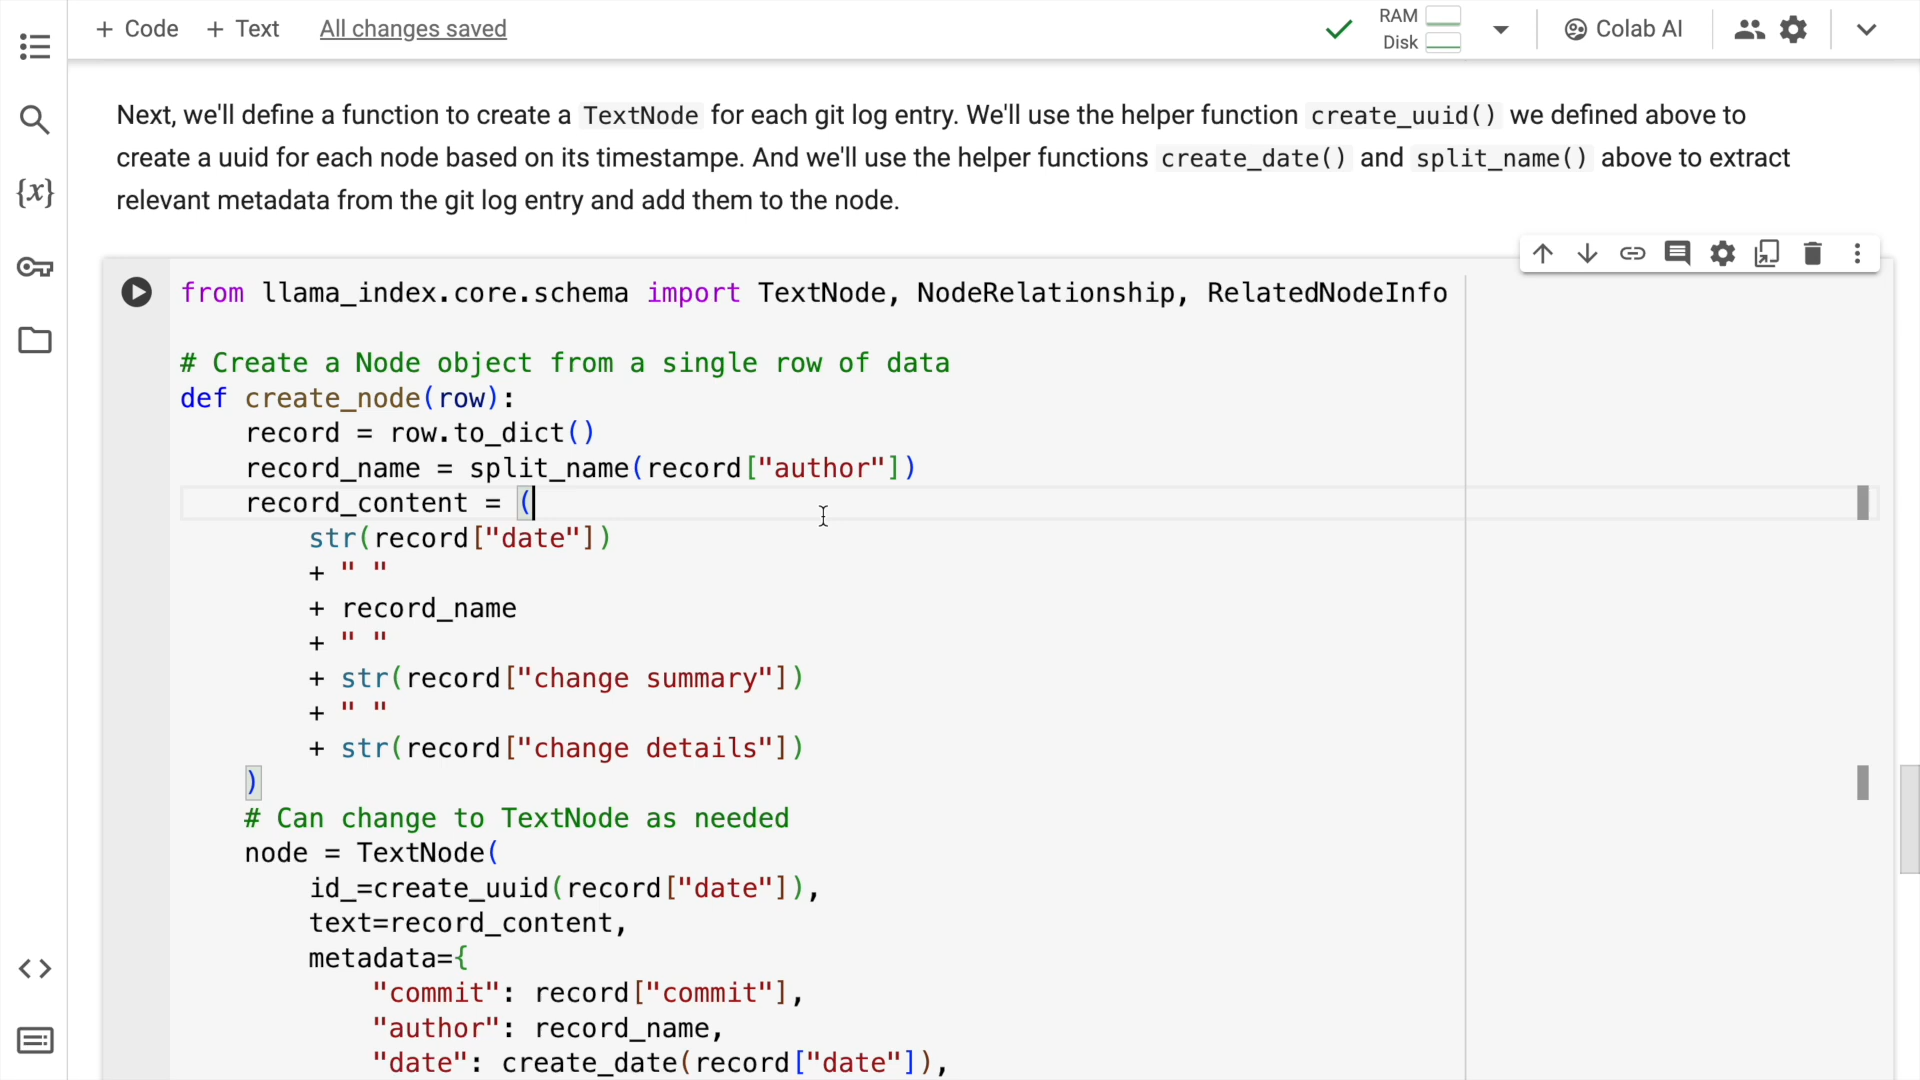 + Code + Text All changes saved RAM Disk Colab AI
Next, we'll define a function to create a TextNode for each git log entry. We'll use the helper function create_uuid() we defined above to
create a uuid for each node based on its timestampe. And we'll use the helper functions create_date() and split_name() above to extract
relevant metadata from the git log entry and add them to the node.
{x}
from llama_index.core.schema import TextNode, NodeRelationship, RelatedNodeInfo
# Create a Node object from a single row of data
def create_node(row):
    record = row.to_dict()
    record_name = split_name(record["author"])
    record_content = (
        str(record["date"])
        + " "
        + record_name
        + " "
        + str(record["change summary"])
        + " "
        + str(record["change details"])
    )
    # Can change to TextNode as needed
    node = TextNode(
        id_=create_uuid(record["date"]),
        text=record_content,
        metadata={
            "commit": record["commit"],
            "author": record_name,
            "date": create_date(record["date"]),